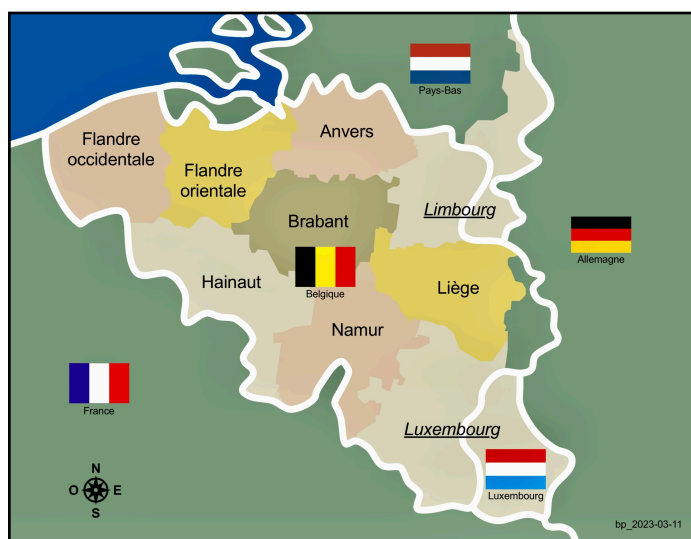 Pays-Bas
Anvers
Flandre
occidentale
Flandre
orientale
Limbourg
Brabant
Allemagne
Hainaut
Belgique
Liège
Namur
France
Luxembourg
N
O E
S
Luxembourg
bp_2023-03-11